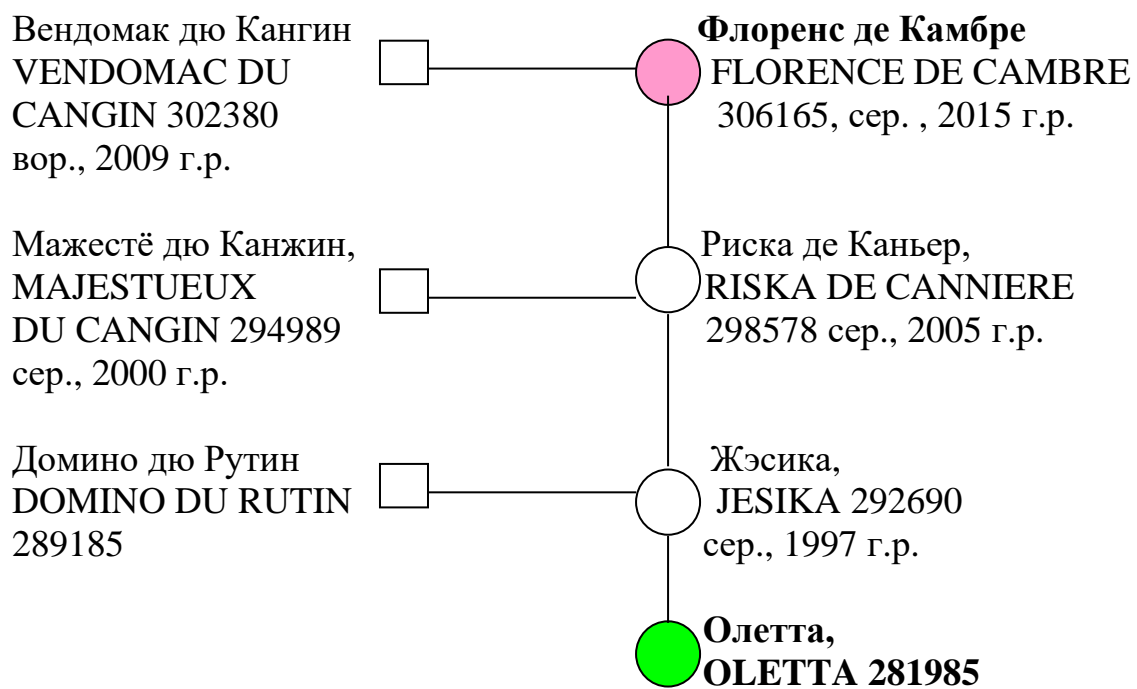 Вендомак дю Кангин
VENDOMAC DU
CANGIN 302380
вор., 2009 г.р.
Флоренс де Камбре
FLORENCE DE CAMBRE
306165, сер. , 2015 г.р.
Мажестё дю Канжин,
MAJESTUEUX
DU CANGIN 294989
сер., 2000 г.р.
Риска де Каньер,
RISKA DE CANNIERE
298578 сер., 2005 г.р.
Домино дю Рутин
DOMINO DU RUTIN
289185
Жэсика,
JESIKA 292690
сер., 1997 г.р.
Олетта,
OLETTA 281985